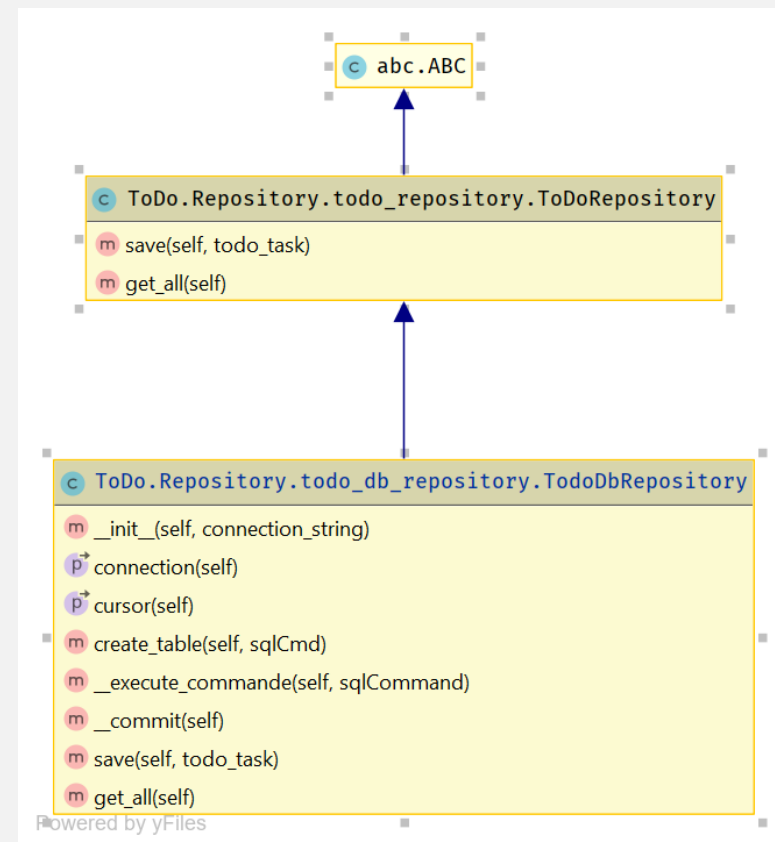 c abc.ABC
c ToDo.Repository.todo_repository.ToDoRepository
m save(self, todo_task)
m get_all(self)
c ToDo.Repository.todo_db_repository.TodoDbRepository
m __init__(self, connection_string)
p connection(self)
p cursor(self)
m create_table(self, sqlCmd)
m __execute_commande(self, sqlCommand)
m __commit(self)
m save(self, todo_task)
m get_all(self)
Powered by yFiles